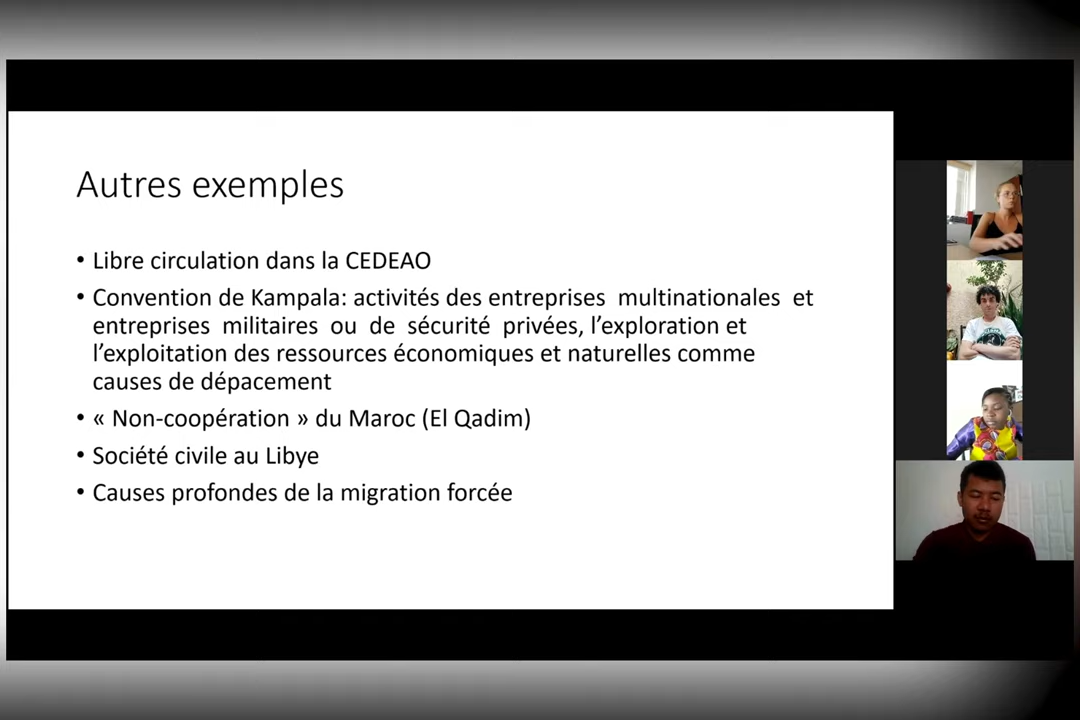 Autres exemples
• Libre circulation dans la CEDEAO
• Convention de Kampala: activités des entreprises multinationales et
entreprises militaires ou de sécurité privées, l’exploration et
l’exploitation des ressources économiques et naturelles comme
causes de dépacement
• « Non-coopération » du Maroc (El Qadim)
• Société civile au Libye
• Causes profondes de la migration forcée